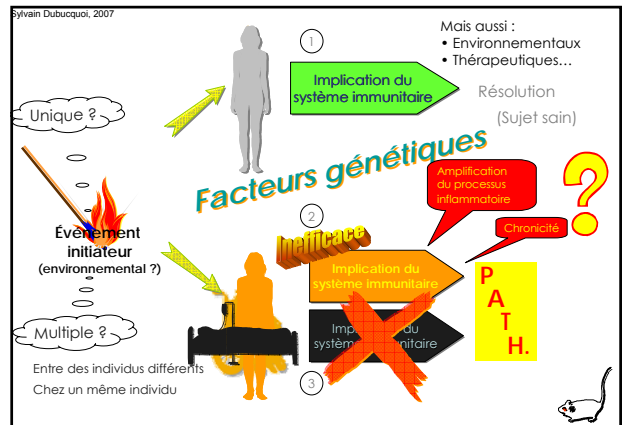 Sylvain Dubucquoi, 2007
Mais aussi :
• Environnementaux
• Thérapeutiques...
1
Implication du
système immunitaire
Résolution
(Sujet sain)
Unique ?
Facteurs génétiques
Évènement
initiateur
(environnemental ?)
2
Inefficace
Amplification
du processus
inflammatoire
Chronicité
?
Implication du
système immunitaire
P
A
T
H.
Multiple ?
Entre des individus différents
Chez un même individu
3